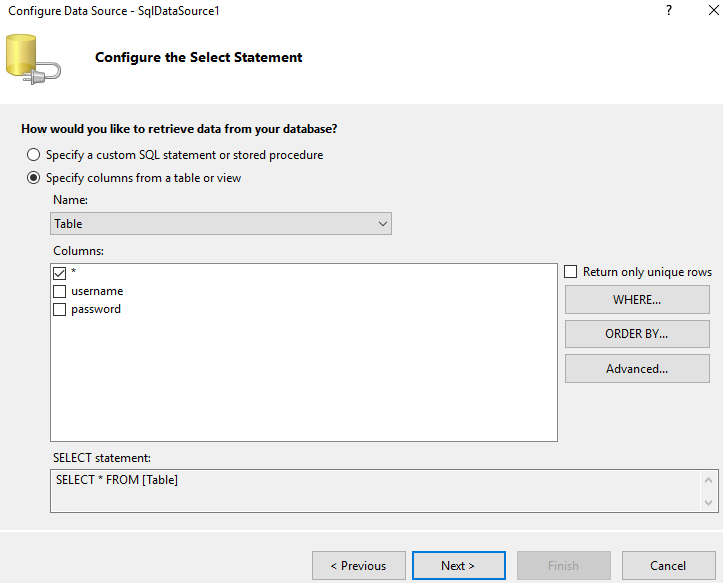 Configure Data Source - SqlDataSource1
?
Configure the Select Statement
How would you like to retrieve data from your database?
Specify a custom SQL statement or stored procedure
Specify columns from a table or view
Name:
Table
Columns:
*
Return only unique rows
username
WHERE...
password
ORDER BY...
Advanced...
SELECT statement:
SELECT * FROM [Table]
< Previous
Next >
Finish
Cancel